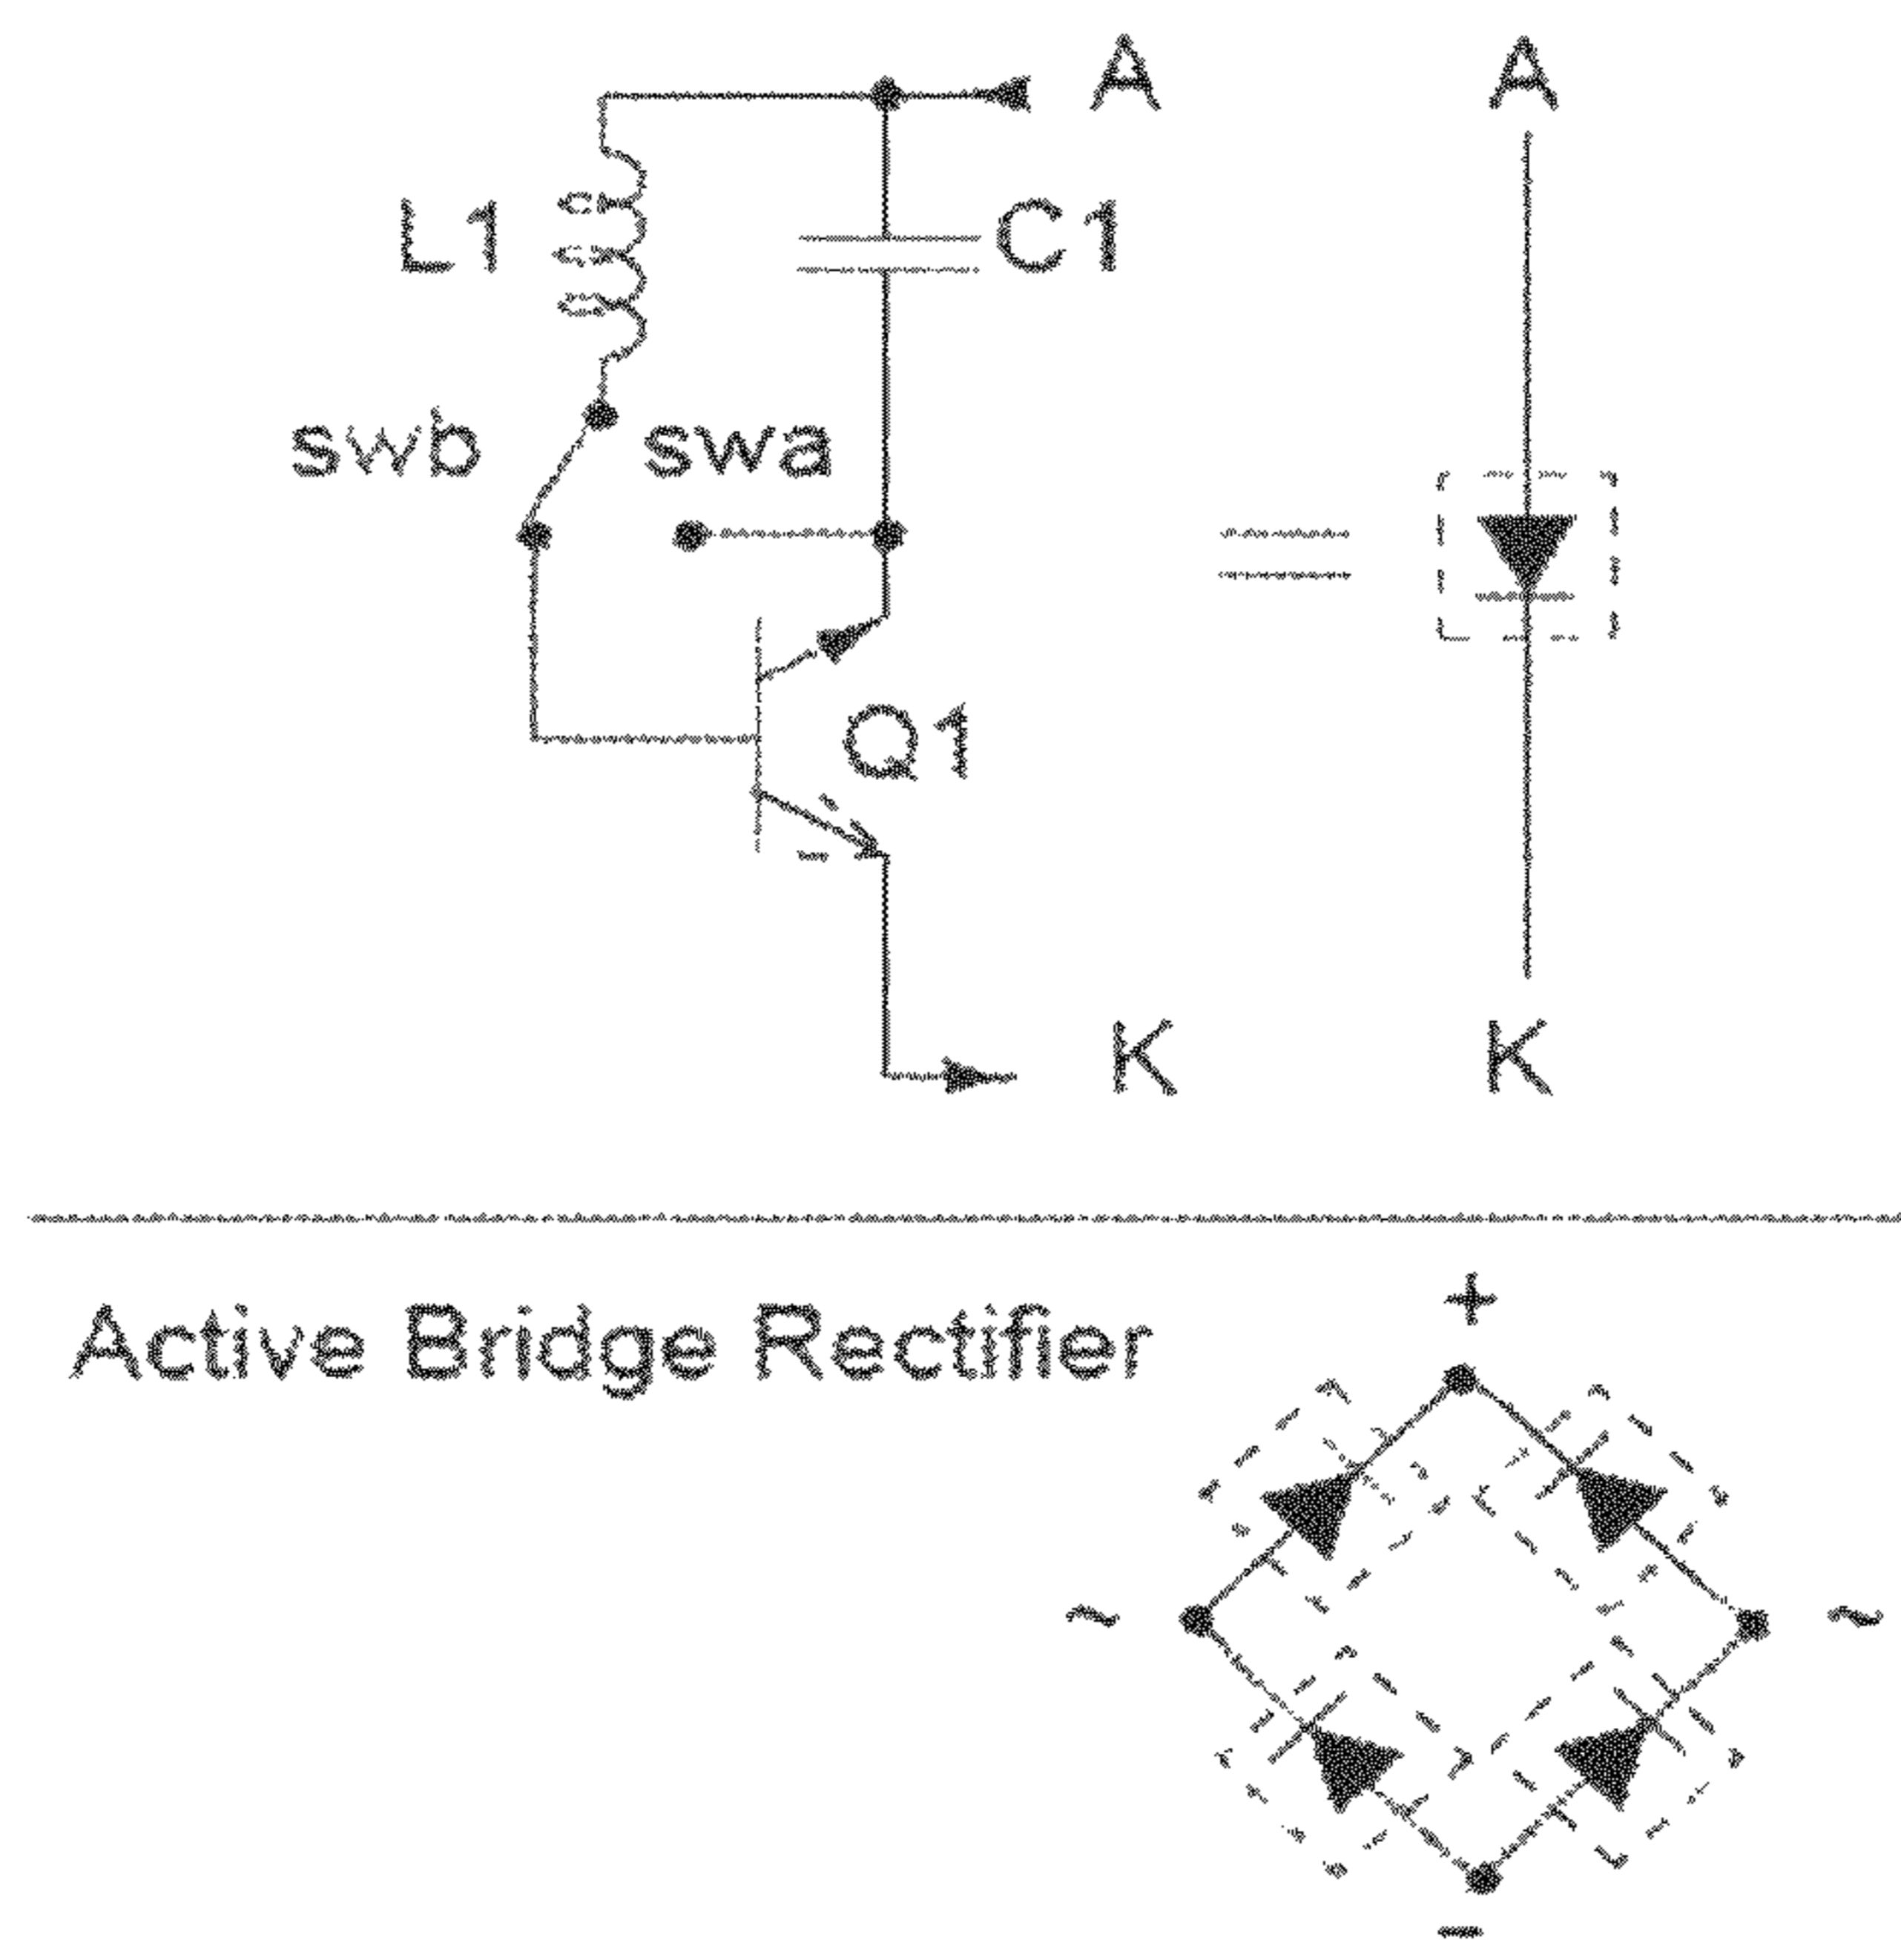 A A
L1 C1
swb swa
=
Q1
K K
Active Bridge Rectifier
+
~ ~
-